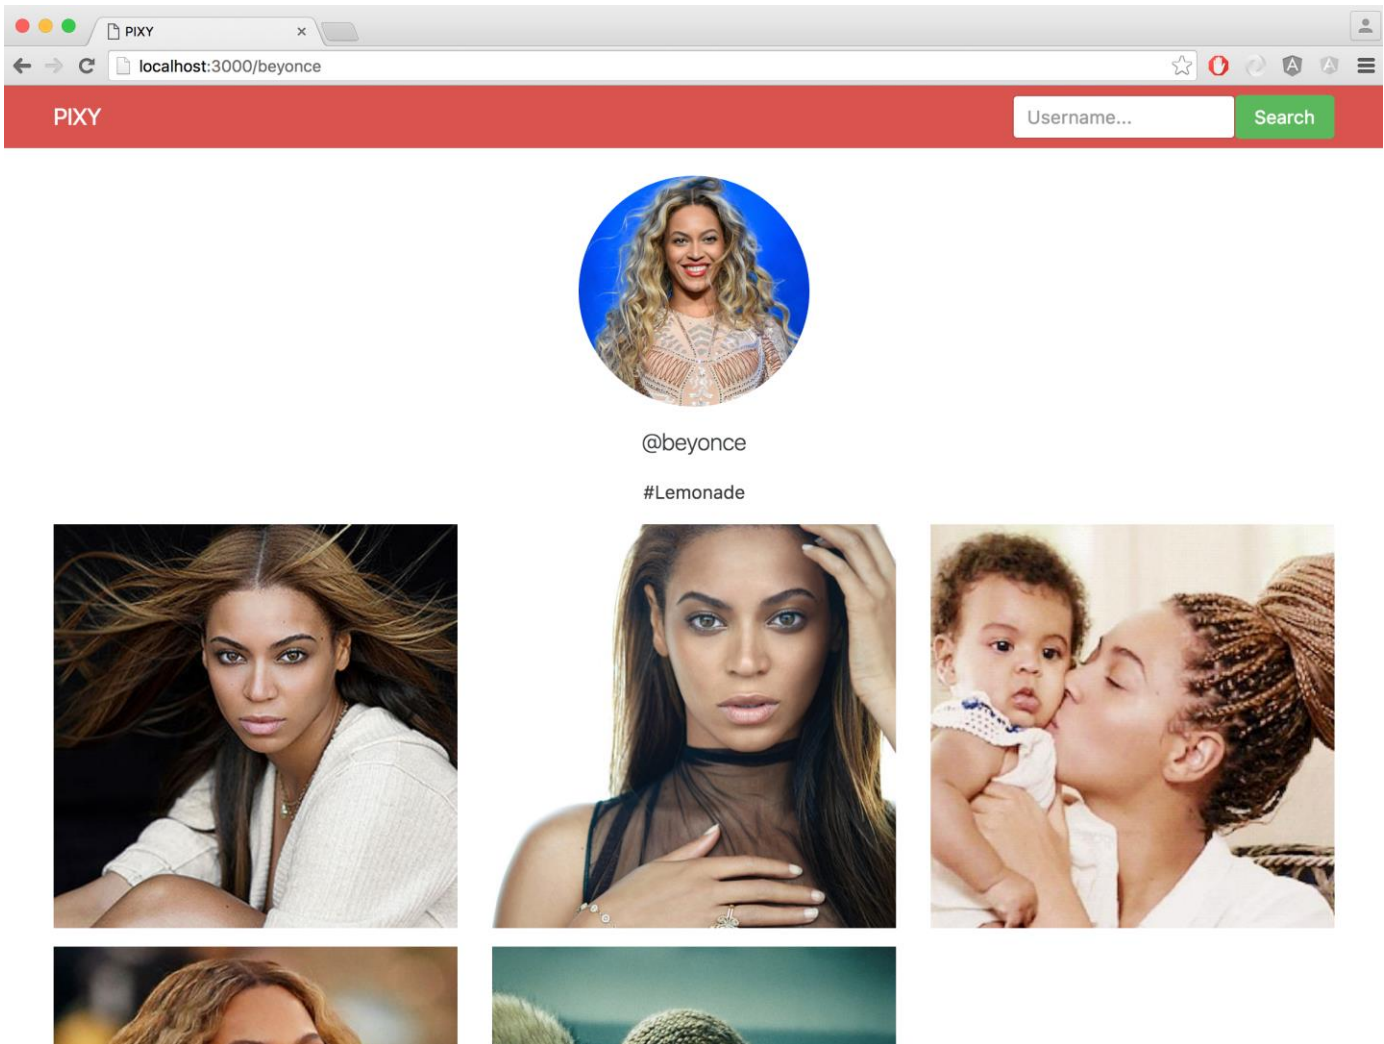 PIXY
localhost:3000/beyonce
PIXY
Username...
Search
@beyonce
#Lemonade